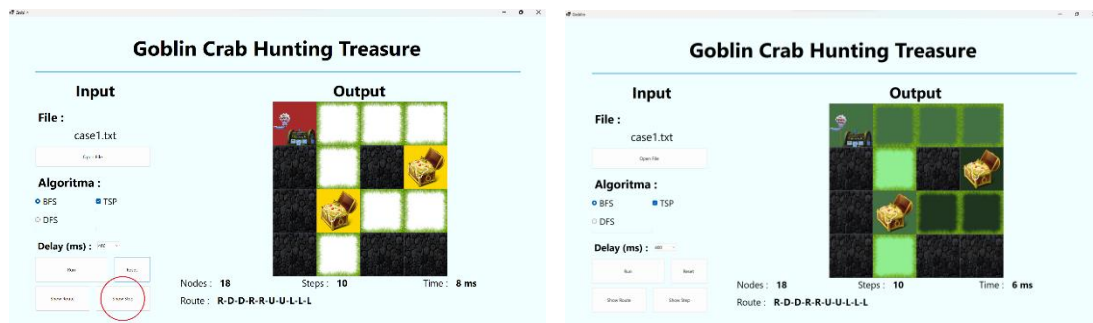 Goblin Crab Hunting Treasure
Input
Output
File :
case1.txt
Open File
Algoritma :
BFS
TSP
DFS
Delay (ms) :
Run
Reset
Show Route
Show Step
Nodes : 18
Steps : 10
Time : 8 ms
Route : R-D-D-R-R-U-U-L-L-L
Goblin Crab Hunting Treasure
Input
Output
File :
case1.txt
Open File
Algoritma :
BFS
TSP
DFS
Delay (ms) :
Run
Reset
Show Route
Show Step
Nodes : 18
Steps : 10
Time : 6 ms
Route : R-D-D-R-R-U-U-L-L-L